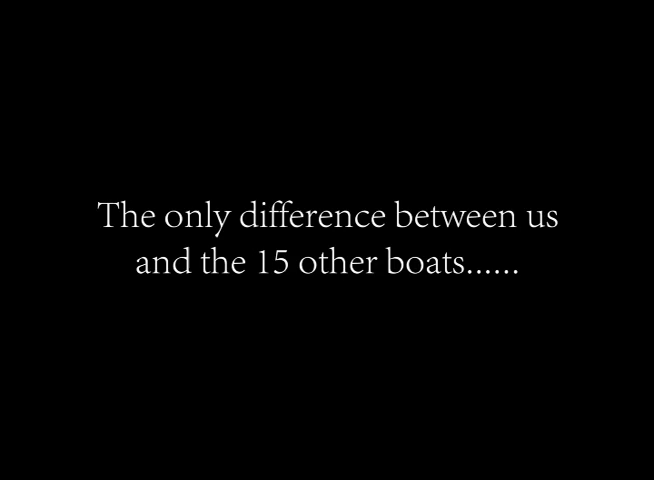 The only difference between us
and the 15 other boats......